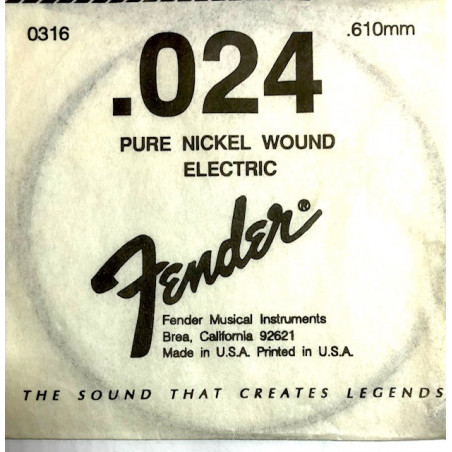 0316 .610mm
.024
PURE NICKEL WOUND
ELECTRIC
Fender®
Fender Musical Instruments
Brea, California 92621
Made in U.S.A. Printed in U.S.A.
THE SOUND THAT CREATES LEGENDS